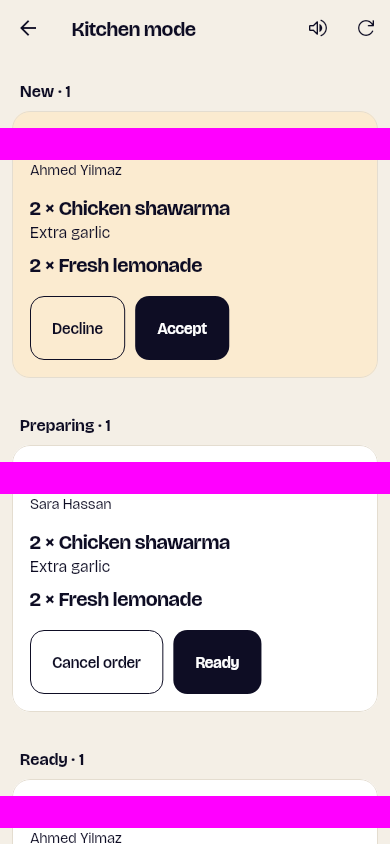 Kitchen mode
New · 1
Ahmed Yilmaz
2 × Chicken shawarma
Extra garlic
2 × Fresh lemonade
Decline
Accept
Preparing · 1
Sara Hassan
2 × Chicken shawarma
Extra garlic
2 × Fresh lemonade
Cancel order
Ready
Ready · 1
Ahmed Yilmaz